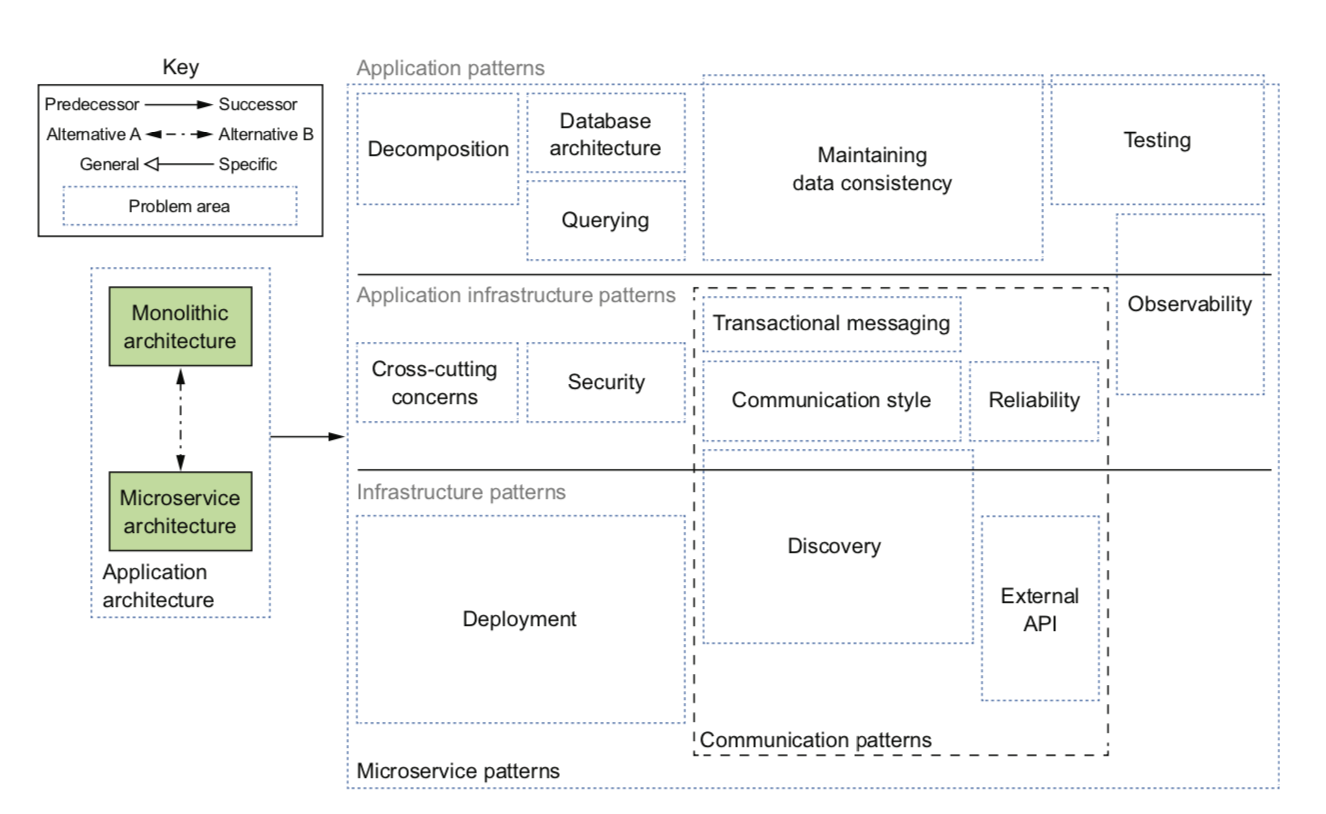 Key
Predecessor Successor
Alternative A Alternative B
General Specific
Problem area
Monolithic
architecture
Microservice
architecture
Application
architecture
Application patterns
Decomposition
Database
architecture
Querying
Maintaining
data consistency
Testing
Observability
Application infrastructure patterns
Cross-cutting
concerns
Security
Transactional messaging
Communication style
Reliability
Infrastructure patterns
Deployment
Discovery
External
API
Communication patterns
Microservice patterns